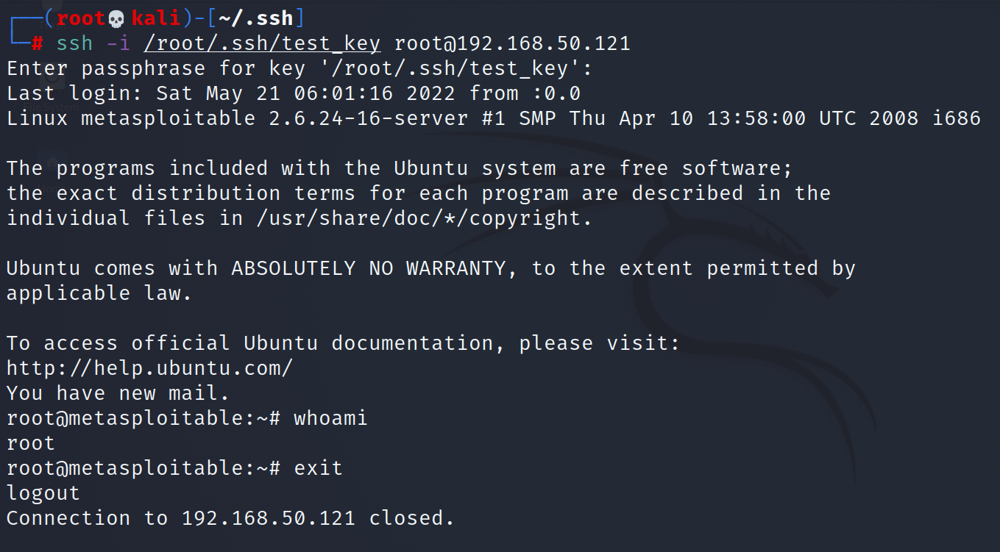 ┌──(root💀kali)-[~/.ssh]
└─# ssh -i /root/.ssh/test_key root@192.168.50.121
Enter passphrase for key '/root/.ssh/test_key':
Last login: Sat May 21 06:01:16 2022 from :0.0
Linux metasploitable 2.6.24-16-server #1 SMP Thu Apr 10 13:58:00 UTC 2008 i686

The programs included with the Ubuntu system are free software;
the exact distribution terms for each program are described in the
individual files in /usr/share/doc/*/copyright.

Ubuntu comes with ABSOLUTELY NO WARRANTY, to the extent permitted by
applicable law.

To access official Ubuntu documentation, please visit:
http://help.ubuntu.com/
You have new mail.
root@metasploitable:~# whoami
root
root@metasploitable:~# exit
logout
Connection to 192.168.50.121 closed.